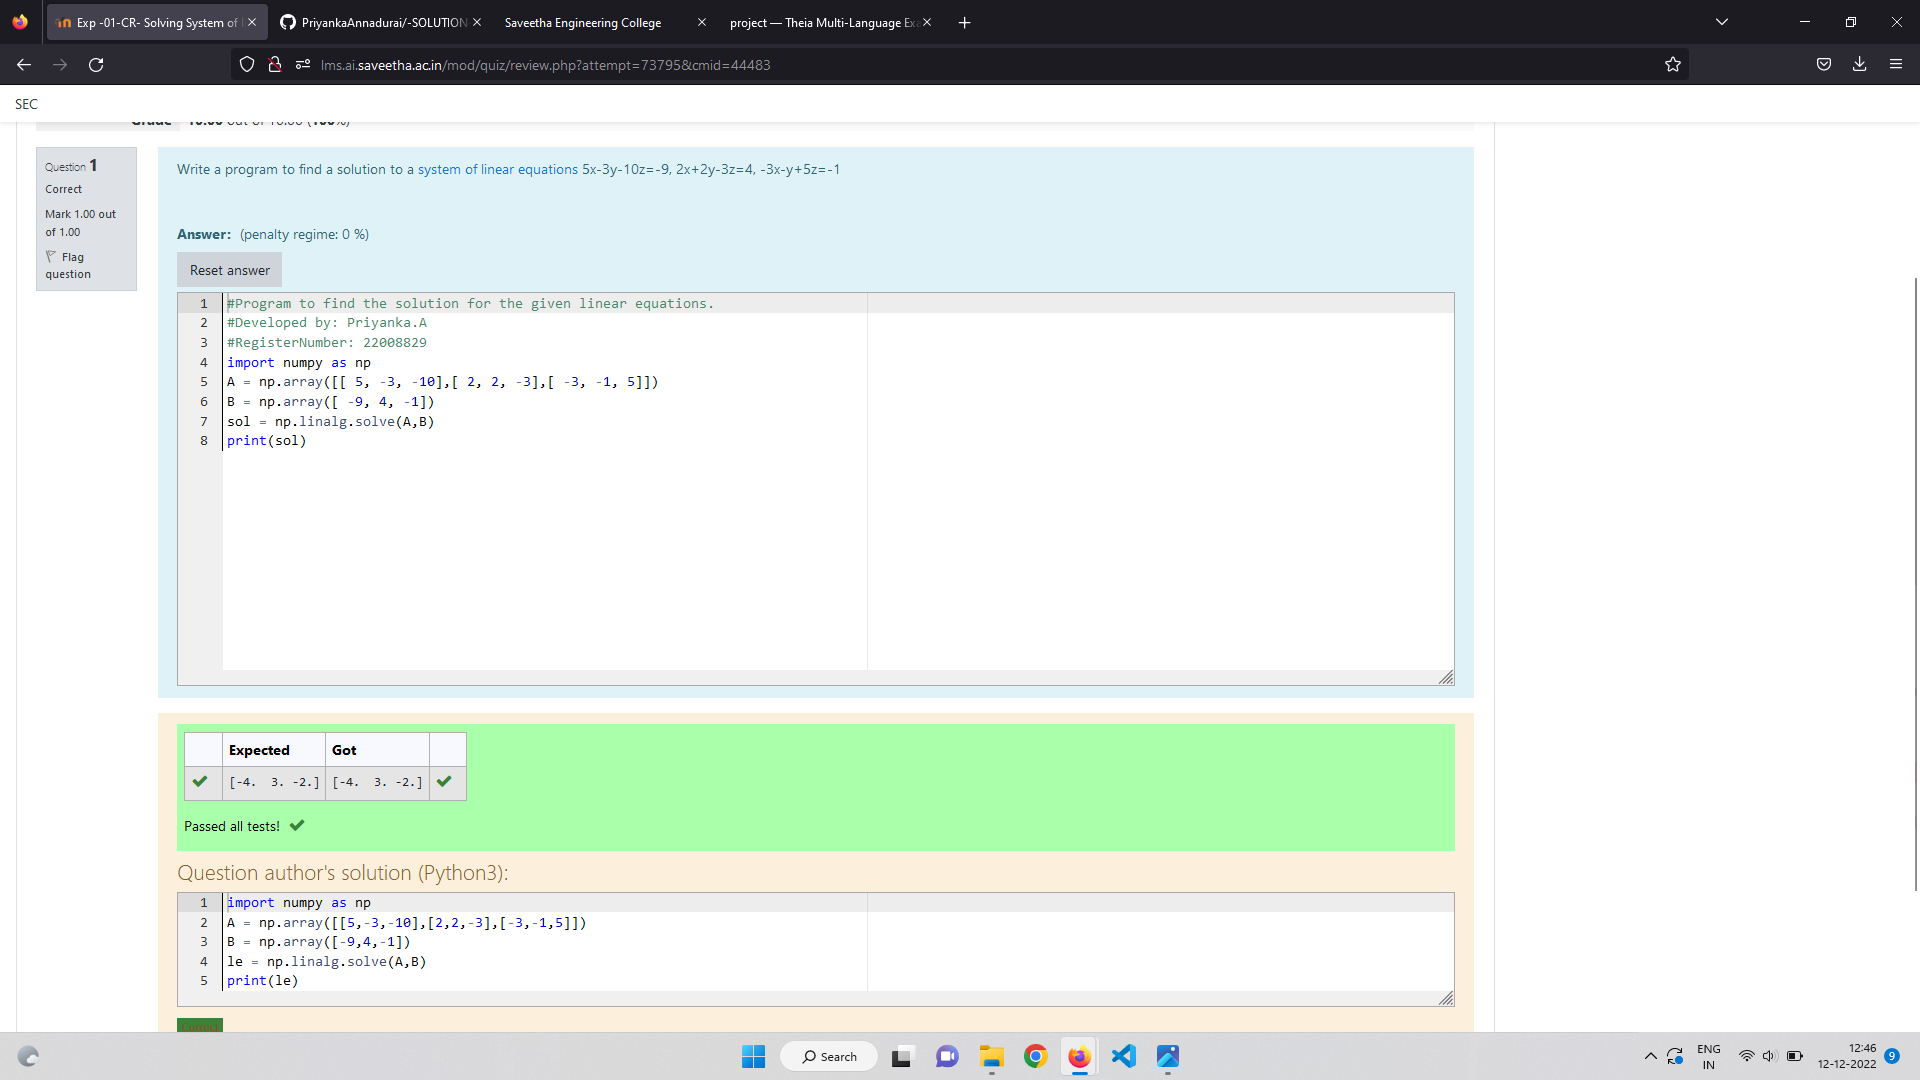 Exp -01-CR- Solving System of
PriyankaAnnadurai/-SOLUTION
Saveetha Engineering College
project — Theia Multi-Language Ex
lms.ai.saveetha.ac.in/mod/quiz/review.php?attempt=73795&cmid=44483
SEC
Grade 10.00 out of 10.00 (100%)
Question 1
Correct
Mark 1.00 out
of 1.00
Flag
question
Write a program to find a solution to a system of linear equations 5x-3y-10z=-9, 2x+2y-3z=4, -3x-y+5z=-1
Answer: (penalty regime: 0 %)
Reset answer
1 #Program to find the solution for the given linear equations.
2 #Developed by: Priyanka.A
3 #RegisterNumber: 22008829
4 import numpy as np
5 A = np.array([[ 5, -3, -10],[ 2, 2, -3],[ -3, -1, 5]])
6 B = np.array([ -9, 4, -1])
7 sol = np.linalg.solve(A,B)
8 print(sol)
Expected Got
[-4.  3. -2.] [-4.  3. -2.]
Passed all tests!
Question author's solution (Python3):
1 import numpy as np
2 A = np.array([[5,-3,-10],[2,2,-3],[-3,-1,5]])
3 B = np.array([-9,4,-1])
4 le = np.linalg.solve(A,B)
5 print(le)
Correct
Search
ENG
IN
12:46
12-12-2022
9